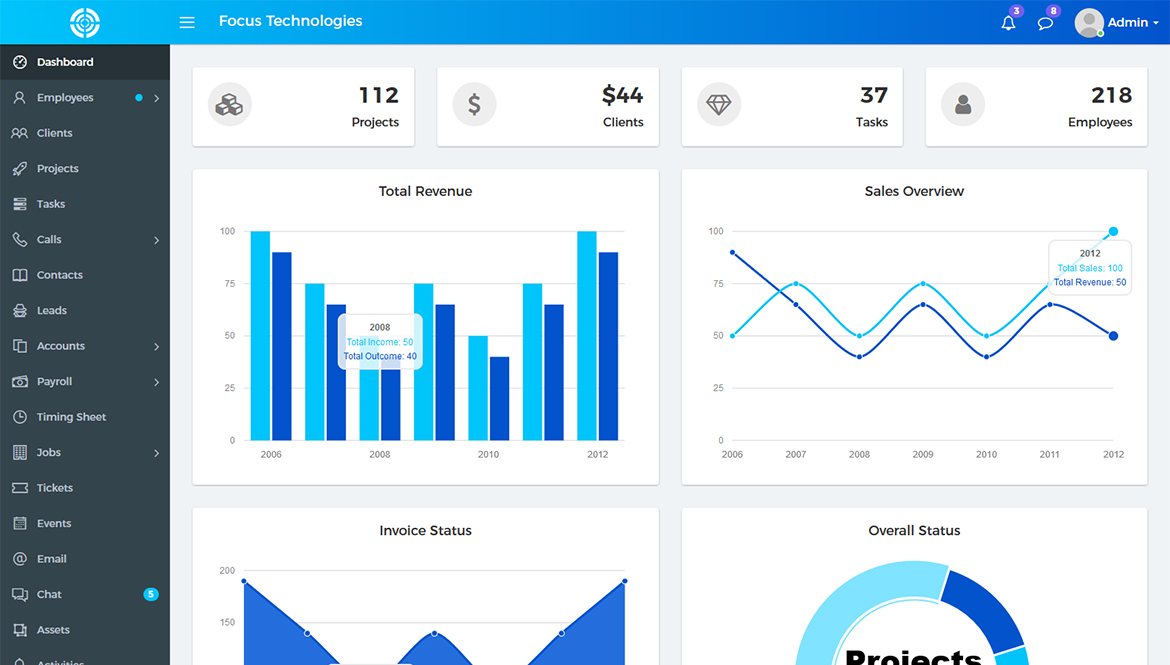 Focus Technologies
3
8
Admin
Dashboard
Employees
Clients
Projects
Tasks
Calls
Contacts
Leads
Accounts
Payroll
Timing Sheet
Jobs
Tickets
Events
Email
Chat
5
Assets
Activities
112
Projects
$44
Clients
37
Tasks
218
Employees
Total Revenue
100
75
50
25
0
2006
2008
2010
2012
2008
Total Income: 50
Total Outcome: 40
Sales Overview
100
75
50
25
0
2006
2007
2008
2009
2010
2011
2012
2012
Total Sales: 100
Total Revenue: 50
Invoice Status
200
150
Overall Status
Projects